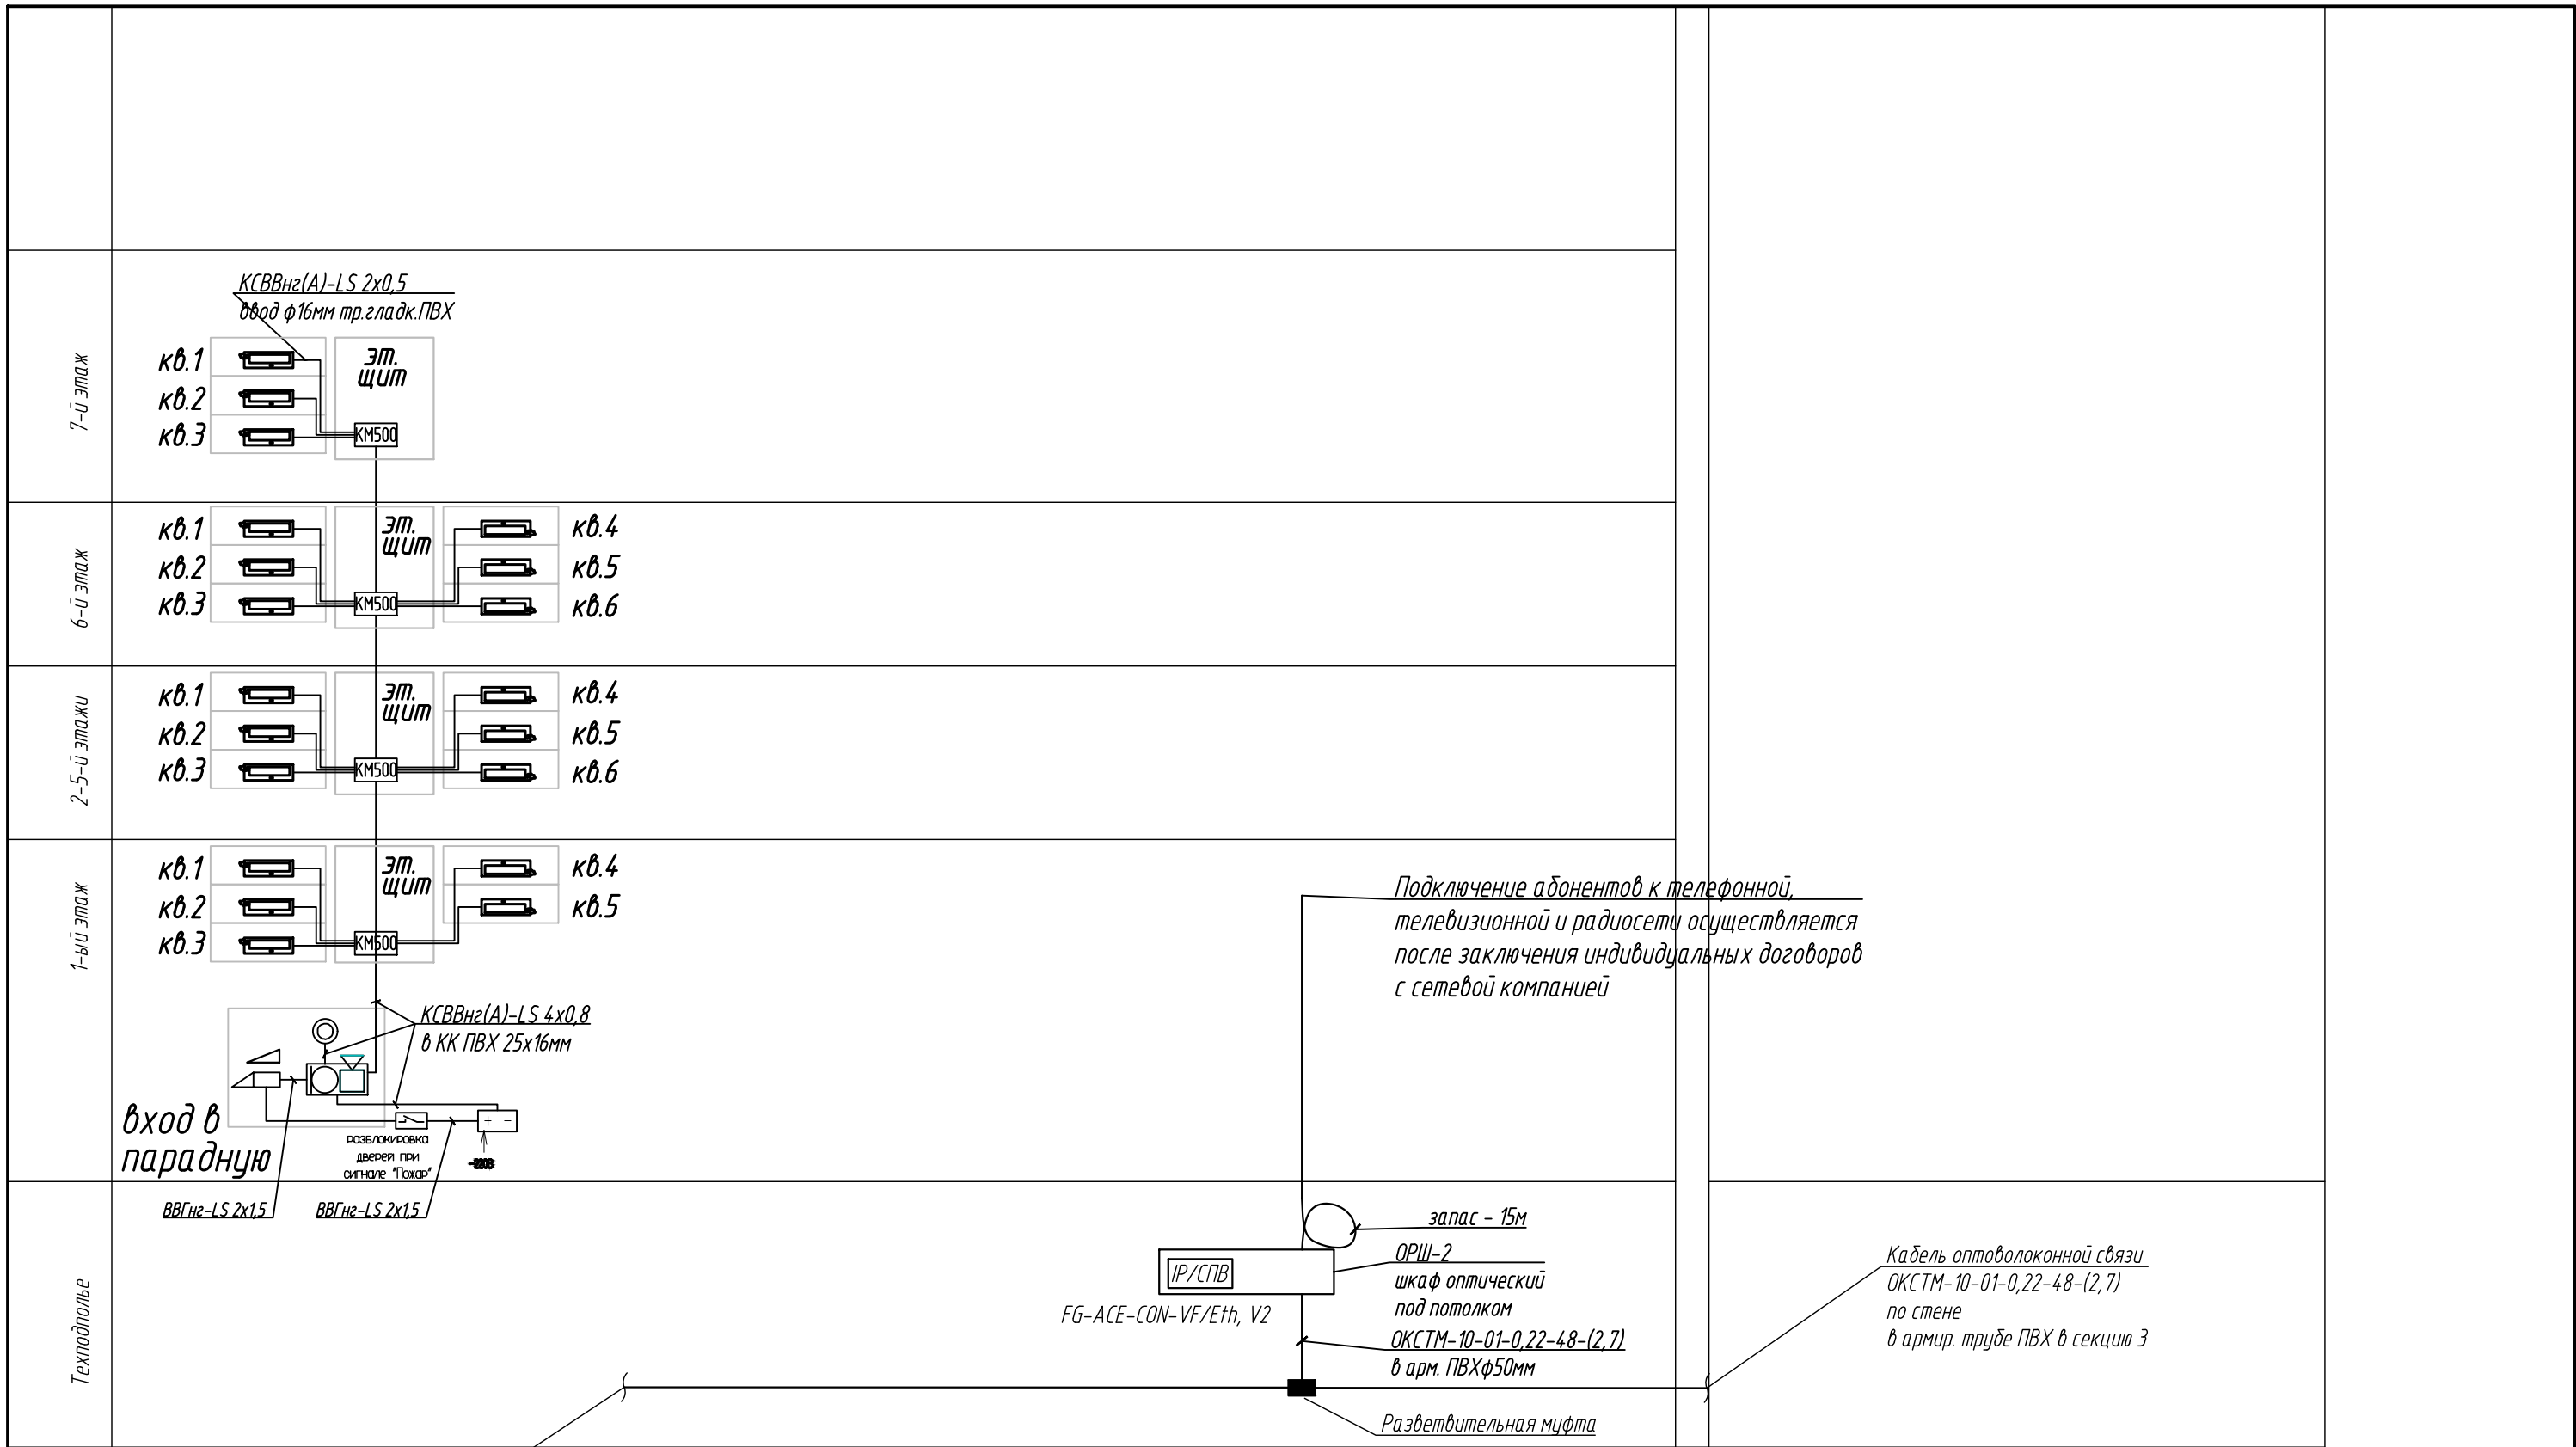 7-й этаж
КСВВнг(А)-LS 2х0,5
ввод ф16мм тр.гладк.ПВХ
кв.1
кв.2
кв.3
эт.
щит
КМ500
6-й этаж
кв.1
кв.2
кв.3
эт.
щит
КМ500
кв.4
кв.5
кв.6
2-5-й этажи
кв.1
кв.2
кв.3
эт.
щит
КМ500
кв.4
кв.5
кв.6
1-ый этаж
кв.1
кв.2
кв.3
эт.
щит
КМ500
кв.4
кв.5
Подключение абонентов к телефонной,
телевизионной и радиосети осуществляется
после заключения индивидуальных договоров
с сетевой компанией
КСВВнг(А)-LS 4х0,8
в КК ПВХ 25х16мм
вход в
парадную
+ -
разблокировка
дверей при
сигнале "Пожар"
ВВГнг-LS 2х1,5
ВВГнг-LS 2х1,5
Техподполье
запас - 15м
IP/СПВ
ОРШ-2
шкаф оптический
под потолком
FG-ACE-CON-VF/Eth, V2
ОКСТМ-10-01-0,22-48-(2,7)
в арм. ПВХф50мм
Разветвительная муфта
Кабель оптоволоконной связи
ОКСТМ-10-01-0,22-48-(2,7)
по стене
в армир. трубе ПВХ в секцию 3